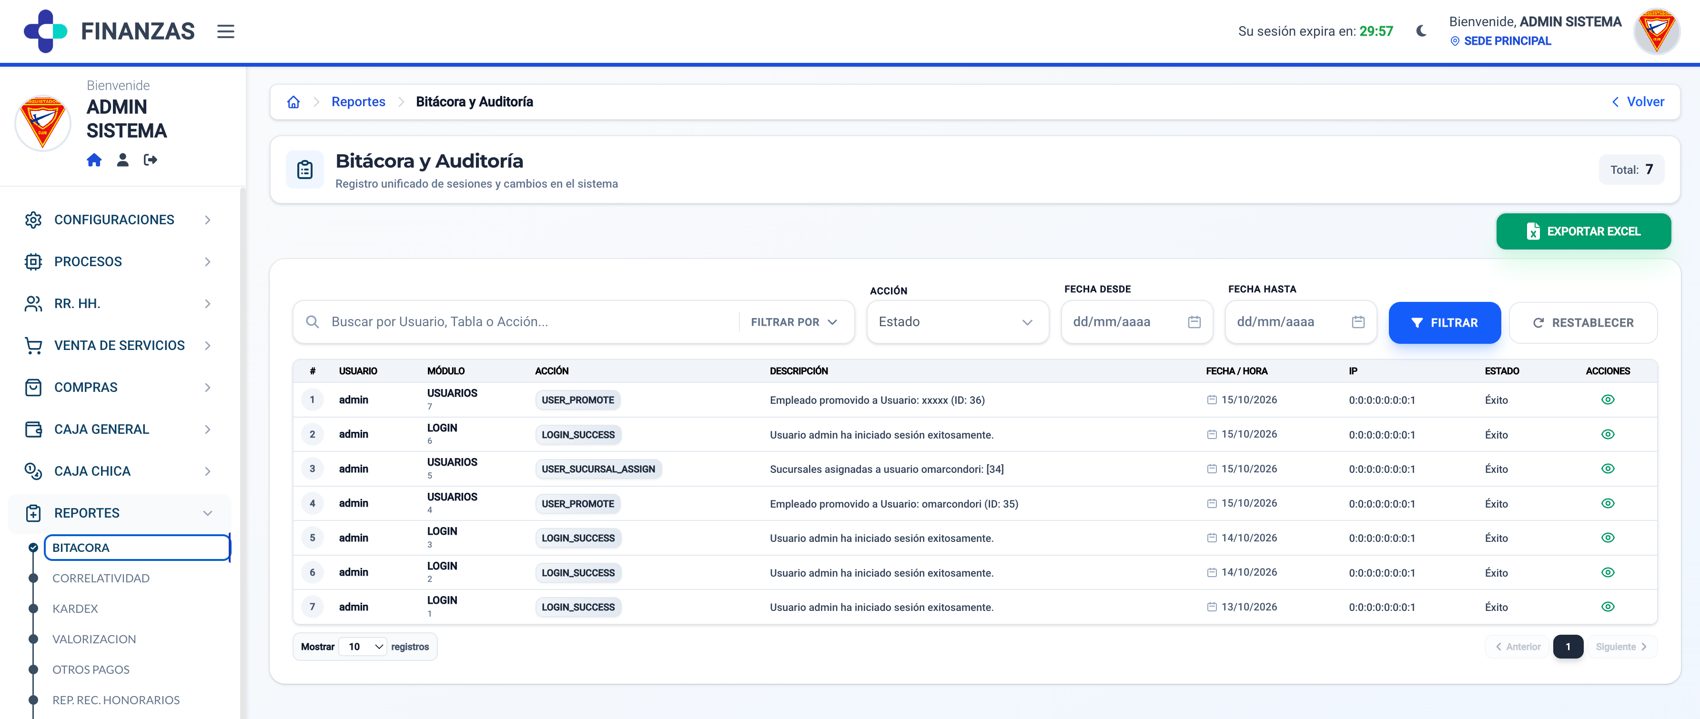 FINANZAS
Su sesión expira en: 29:57
Bienvenide, ADMIN SISTEMA
SEDE PRINCIPAL
Bienvenide
ADMIN
SISTEMA
CONFIGURACIONES
PROCESOS
RR. HH.
VENTA DE SERVICIOS
COMPRAS
CAJA GENERAL
CAJA CHICA
REPORTES
BITACORA
CORRELATIVIDAD
KARDEX
VALORIZACION
OTROS PAGOS
REP. REC. HONORARIOS
Reportes
Bitácora y Auditoría
Volver
Bitácora y Auditoría
Registro unificado de sesiones y cambios en el sistema
Total: 7
EXPORTAR EXCEL
Buscar por Usuario, Tabla o Acción...
FILTRAR POR
ACCIÓN
Estado
FECHA DESDE
dd/mm/aaaa
FECHA HASTA
dd/mm/aaaa
FILTRAR
RESTABLECER
# USUARIO MÓDULO ACCIÓN DESCRIPCIÓN FECHA / HORA IP ESTADO ACCIONES
1 admin USUARIOS 7 USER_PROMOTE Empleado promovido a Usuario: xxxxx (ID: 36) 15/10/2026 0:0:0:0:0:0:0:1 Éxito
2 admin LOGIN 6 LOGIN_SUCCESS Usuario admin ha iniciado sesión exitosamente. 15/10/2026 0:0:0:0:0:0:0:1 Éxito
3 admin USUARIOS 5 USER_SUCURSAL_ASSIGN Sucursales asignadas a usuario omarcondori: [34] 15/10/2026 0:0:0:0:0:0:0:1 Éxito
4 admin USUARIOS 4 USER_PROMOTE Empleado promovido a Usuario: omarcondori (ID: 35) 15/10/2026 0:0:0:0:0:0:0:1 Éxito
5 admin LOGIN 3 LOGIN_SUCCESS Usuario admin ha iniciado sesión exitosamente. 14/10/2026 0:0:0:0:0:0:0:1 Éxito
6 admin LOGIN 2 LOGIN_SUCCESS Usuario admin ha iniciado sesión exitosamente. 14/10/2026 0:0:0:0:0:0:0:1 Éxito
7 admin LOGIN 1 LOGIN_SUCCESS Usuario admin ha iniciado sesión exitosamente. 13/10/2026 0:0:0:0:0:0:0:1 Éxito
Mostrar 10 registros
Anterior 1 Siguiente